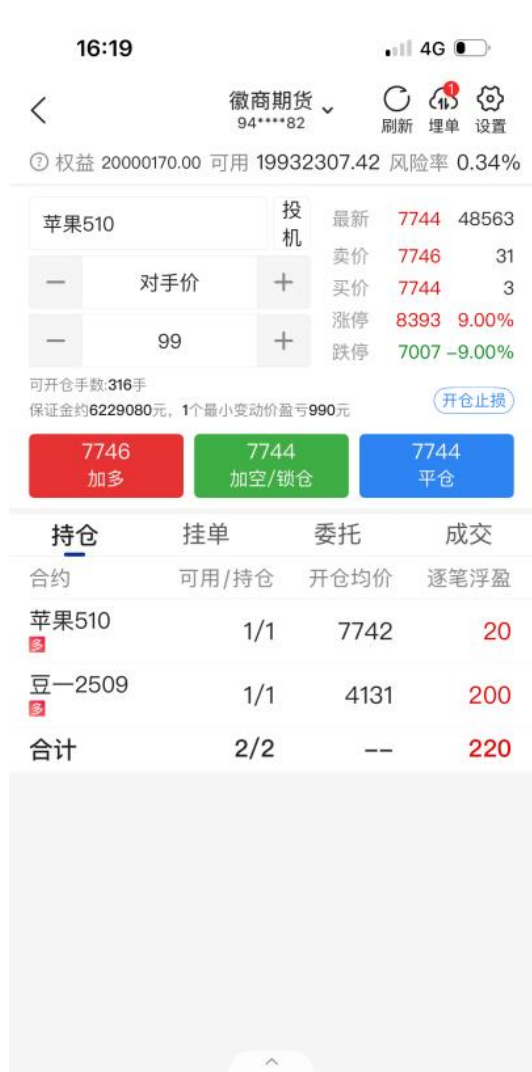 16:19 4G
徽商期货
94****82
1
刷新 埋单 设置
? 权益 20000170.00 可用 19932307.42 风险率 0.34%
苹果510 投机 最新 7744 48563
卖价 7746 31
— 对手价 + 买价 7744 3
涨停 8393 9.00%
— 99 + 跌停 7007 –9.00%
可开仓手数:316手
保证金约6229080元，1个最小变动价盈亏990元 开仓止损
7746 7744 7744
加多 加空/锁仓 平仓
持仓 挂单 委托 成交
合约 可用/持仓 开仓均价 逐笔浮盈
苹果510 1/1 7742 20
多
豆一2509 1/1 4131 200
多
合计 2/2 –– 220